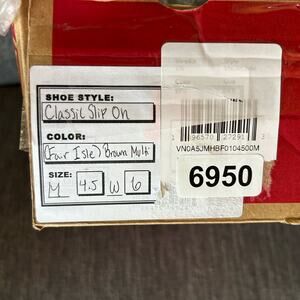 SHOE STYLE:
Classic Slip On
COLOR:
(Fair Isle) Brown Multi
SIZE:
M 4.5 W 6
VN0A5JMHBF0104500M
6950